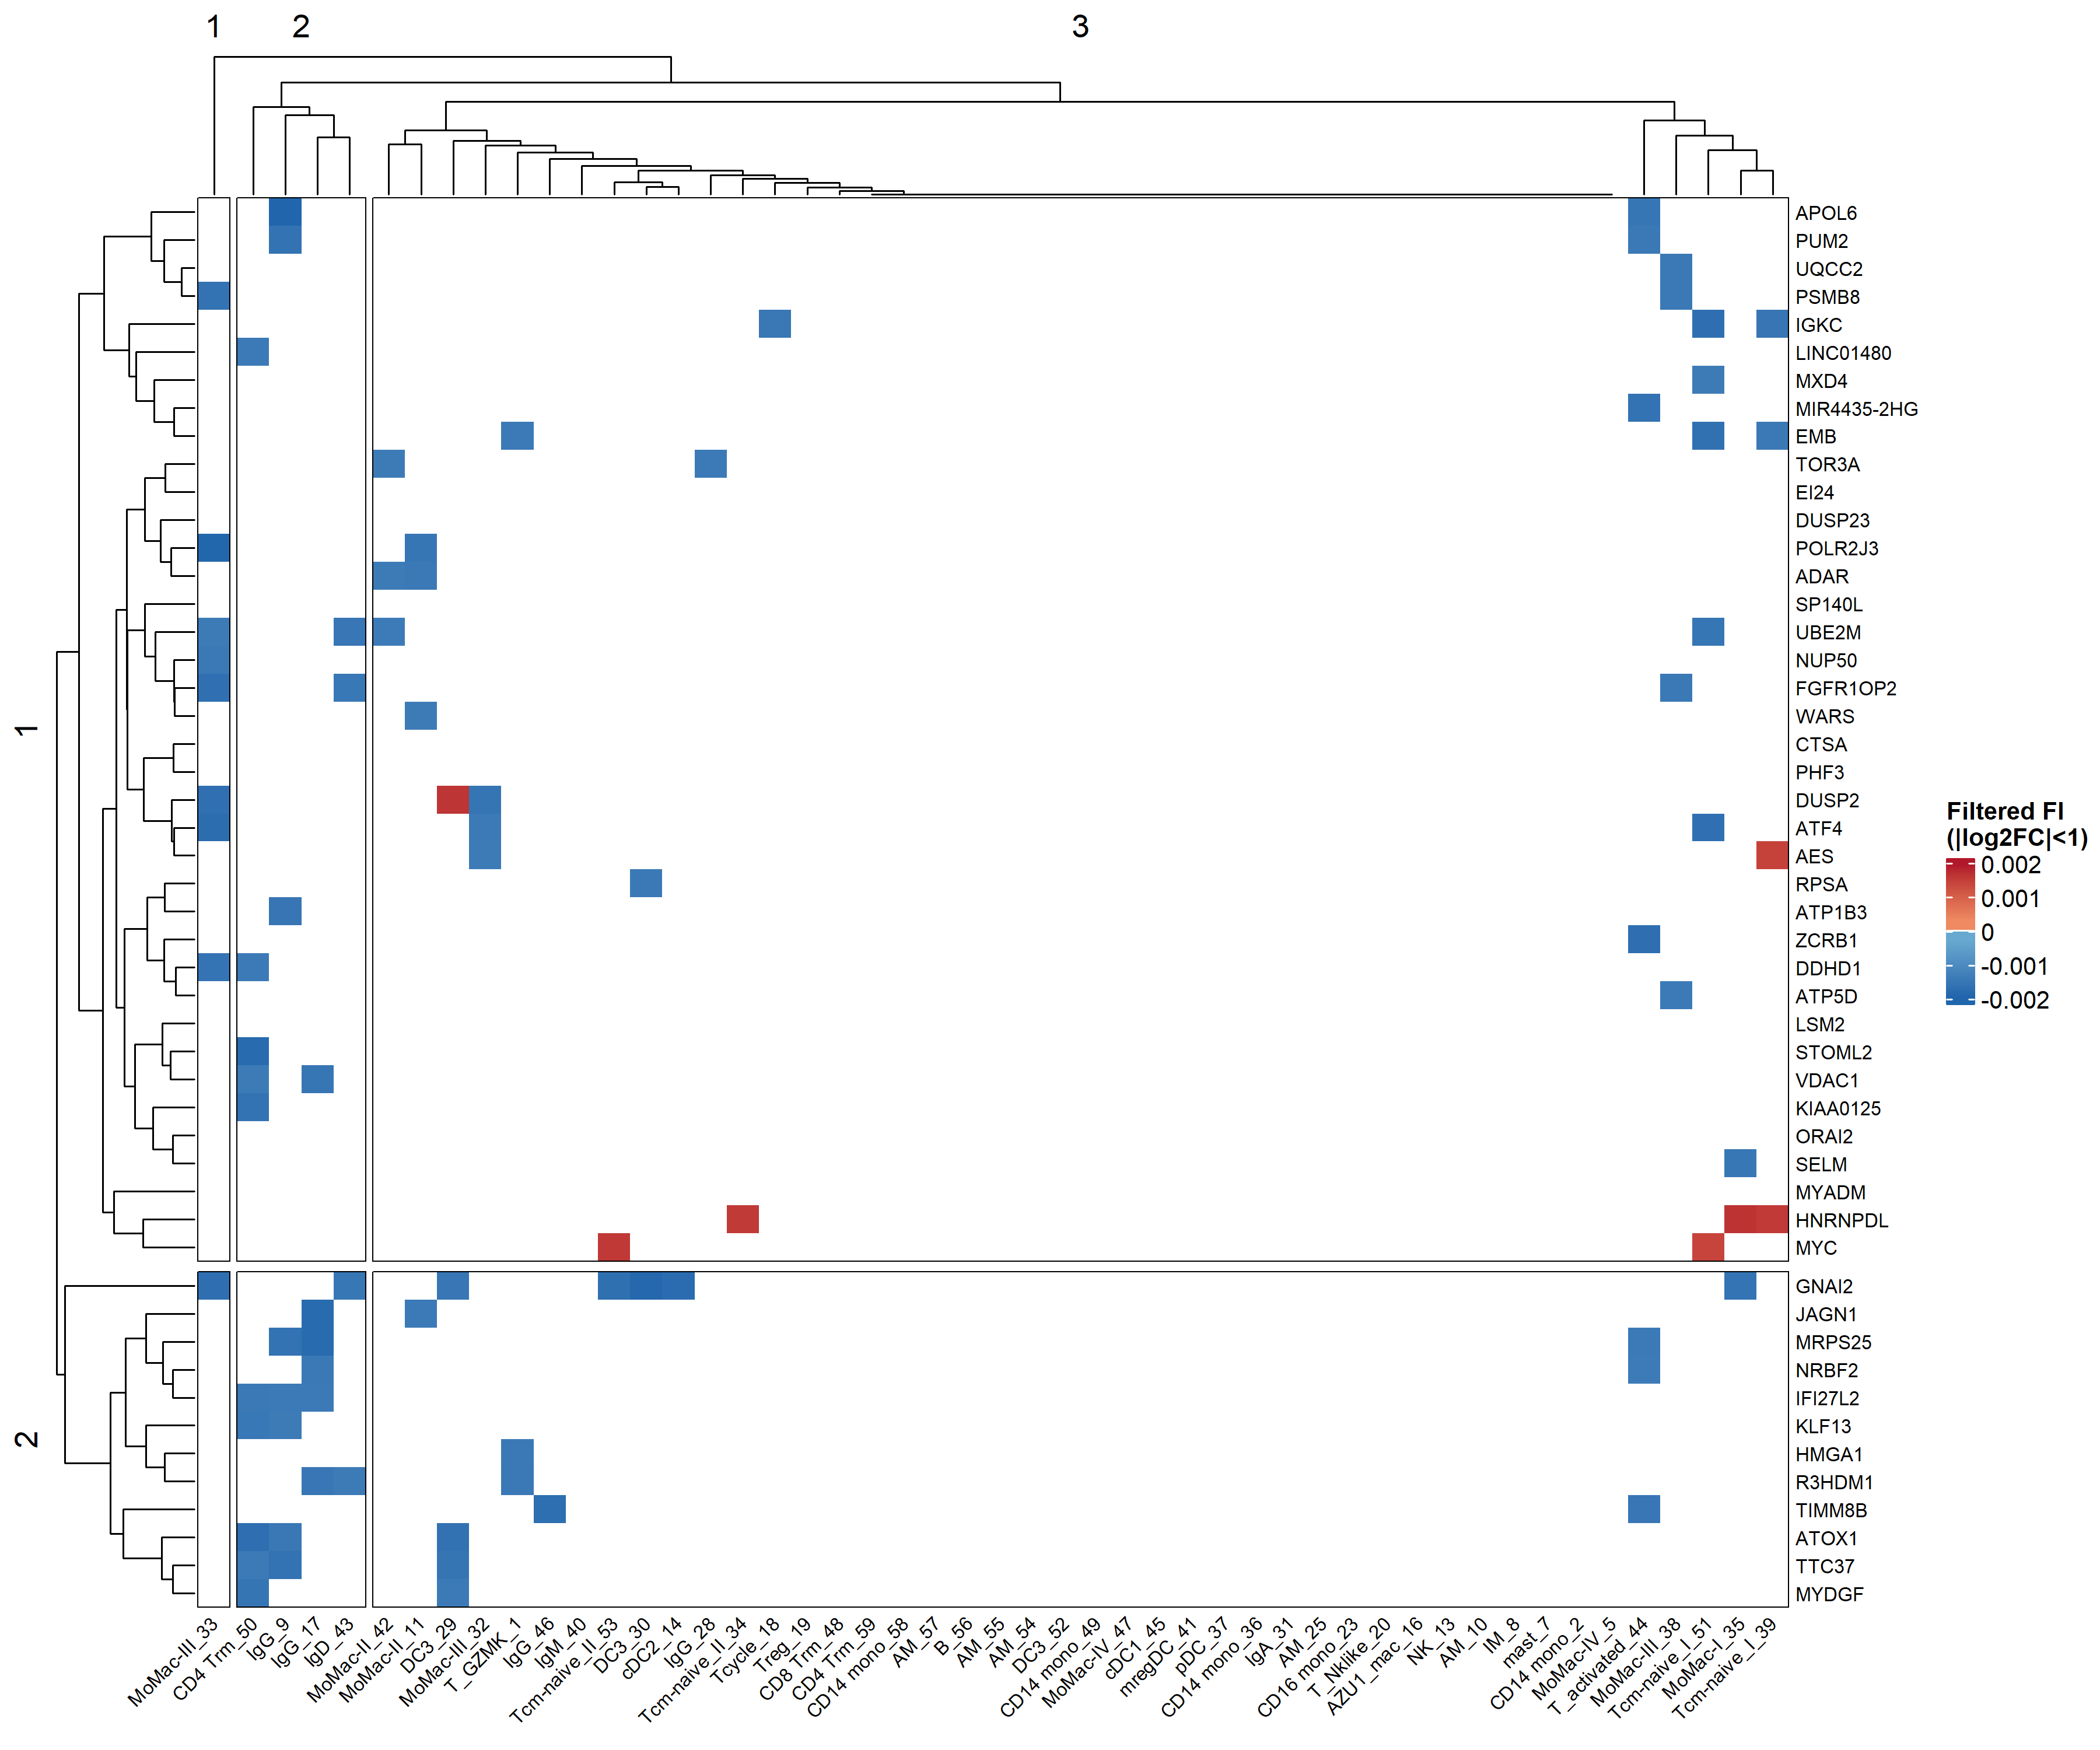 1
2
3
1
2
APOL6
PUM2
UQCC2
PSMB8
IGKC
LINC01480
MXD4
MIR4435-2HG
EMB
TOR3A
EI24
DUSP23
POLR2J3
ADAR
SP140L
UBE2M
NUP50
FGFR1OP2
WARS
CTSA
PHF3
DUSP2
ATF4
AES
RPSA
ATP1B3
ZCRB1
DDHD1
ATP5D
LSM2
STOML2
VDAC1
KIAA0125
ORAI2
SELM
MYADM
HNRNPDL
MYC
GNAI2
JAGN1
MRPS25
NRBF2
IFI27L2
KLF13
HMGA1
R3HDM1
TIMM8B
ATOX1
TTC37
MYDGF
Filtered FI
(|log2FC|<1)
0.002
0.001
0
-0.001
-0.002
MoMac-III_33
CD4 Trm_50
IgG_9
IgG_17
IgD_43
MoMac-II_42
MoMac-II_11
DC3_29
MoMac-III_32
T_GZMK_1
IgG_46
IgM_40
Tcm-naive_II_53
DC3_30
cDC2_14
IgG_28
Tcm-naive_II_34
Tcycle_18
Treg_19
CD8 Trm_48
CD4 Trm_59
CD14 mono_58
AM_57
B_56
AM_55
AM_54
DC3_52
CD14 mono_49
MoMac-IV_47
cDC1_45
mregDC_41
pDC_37
CD14 mono_36
IgA_31
AM_25
CD16 mono_23
T_Nklike_20
AZU1_mac_16
NK_13
AM_10
IM_8
mast_7
CD14 mono_2
MoMac-IV_5
T_activated_44
MoMac-III_38
Tcm-naive_I_51
MoMac-I_35
Tcm-naive_I_39